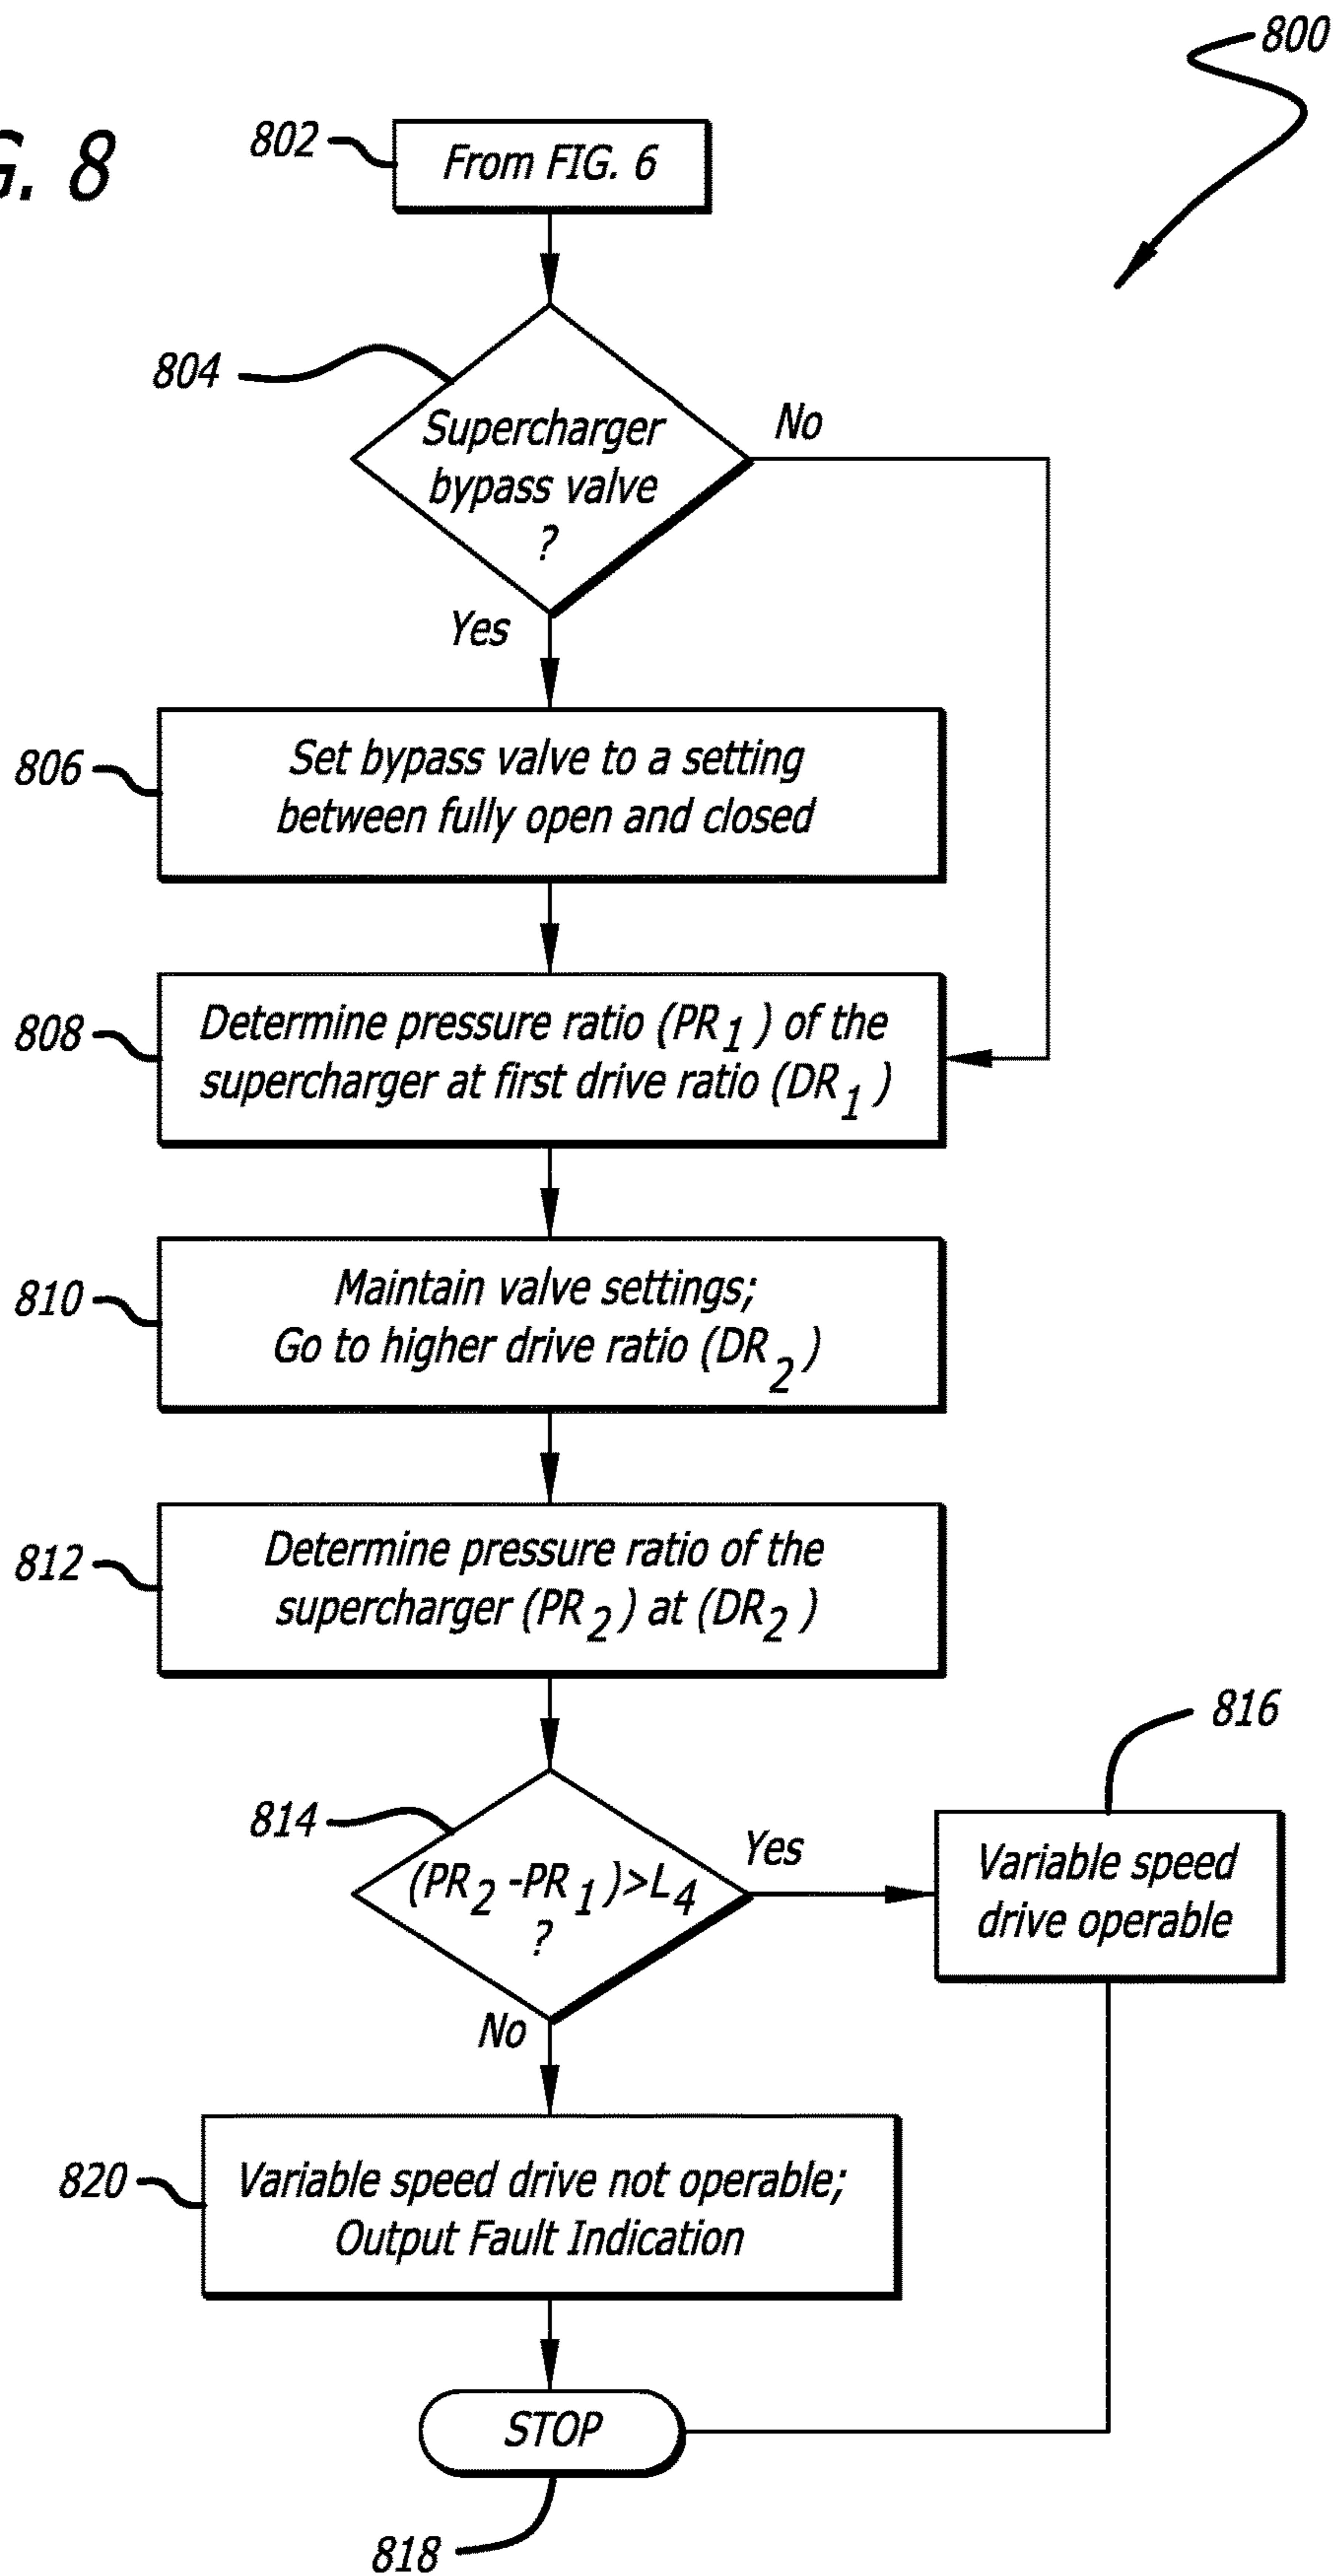 800
G. 8
802
From FIG. 6
804
Supercharger
bypass valve
?
No
Yes
806
Set bypass valve to a setting
between fully open and closed
808
Determine pressure ratio (PR1) of the
supercharger at first drive ratio (DR1)
810
Maintain valve settings;
Go to higher drive ratio (DR2)
812
Determine pressure ratio of the
supercharger (PR2) at (DR2)
814
(PR2-PR1)>L4
?
Yes
816
Variable speed
drive operable
No
820
Variable speed drive not operable;
Output Fault Indication
STOP
818